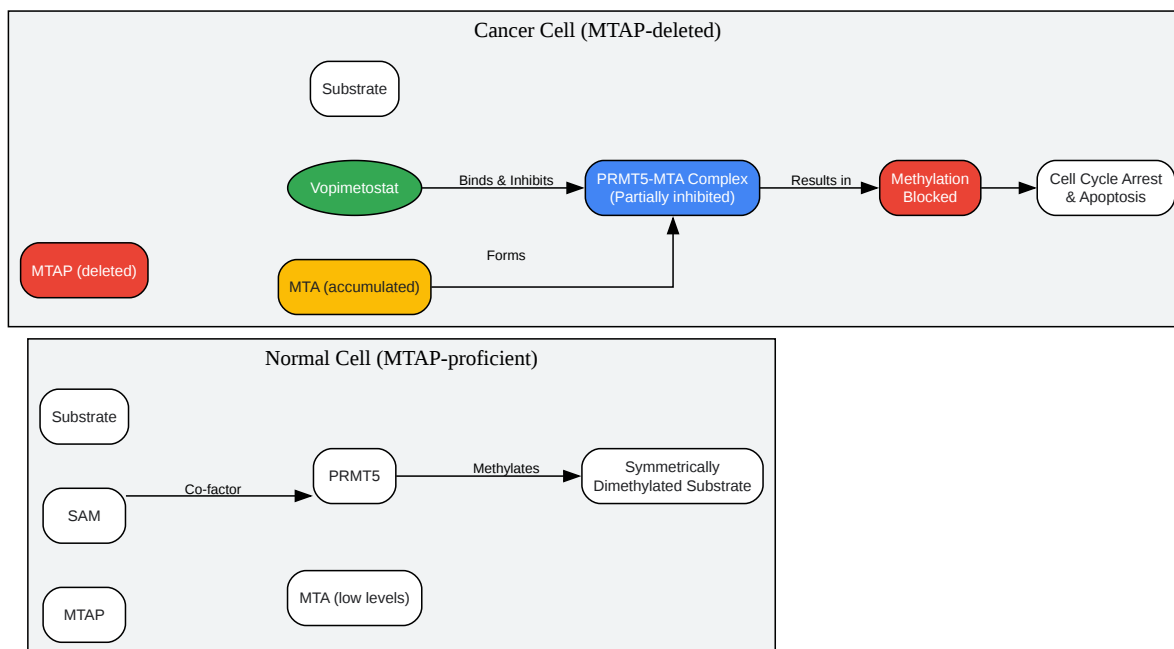 Cancer Cell (MTAP-deleted)
Substrate
Vopimetostat
Binds & Inhibits
PRMT5-MTA Complex
(Partially inhibited)
Results in
Methylation
Blocked
Cell Cycle Arrest
& Apoptosis
MTAP (deleted)
Forms
MTA (accumulated)
Normal Cell (MTAP-proficient)
Substrate
SAM
Co-factor
PRMT5
Methylates
Symmetrically
Dimethylated Substrate
MTAP
MTA (low levels)